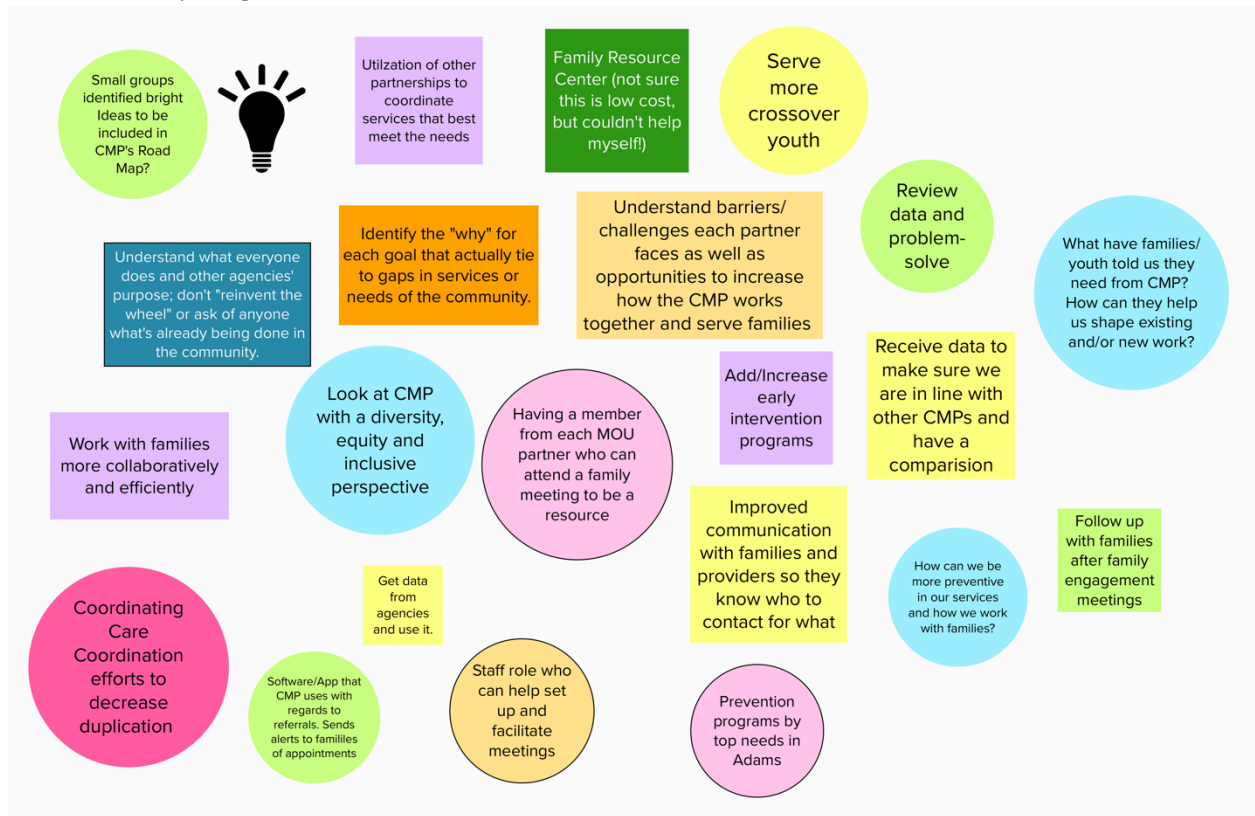 Small groups
identified bright
Ideas to be
included in
CMP's Road
Map?
Utilzation of other
partnerships to
coordinate
services that best
meet the needs
Family Resource
Center (not sure
this is low cost,
but couldn't help
myself!)
Serve
more
crossover
youth
Review
data and
problem-
solve
What have families/
youth told us they
need from CMP?
How can they help
us shape existing
and/or new work?
Understand what everyone
does and other agencies'
purpose; don't "reinvent the
wheel" or ask of anyone
what's already being done in
the community.
Identify the "why" for
each goal that actually tie
to gaps in services or
needs of the community.
Understand barriers/
challenges each partner
faces as well as
opportunities to increase
how the CMP works
together and serve families
Work with families
more collaboratively
and efficiently
Look at CMP
with a diversity,
equity and
inclusive
perspective
Having a member
from each MOU
partner who can
attend a family
meeting to be a
resource
Add/Increase
early
intervention
programs
Receive data to
make sure we
are in line with
other CMPs and
have a
comparision
Improved
communication
with families and
providers so they
know who to
contact for what
How can we be
more preventive
in our services
and how we work
with families?
Follow up
with families
after family
engagement
meetings
Coordinating
Care
Coordination
efforts to
decrease
duplication
Get data
from
agencies
and use it.
Software/App that
CMP uses with
regards to
referrals. Sends
alerts to famililes
of appointments
Staff role who
can help set
up and
facilitate
meetings
Prevention
programs by
top needs in
Adams